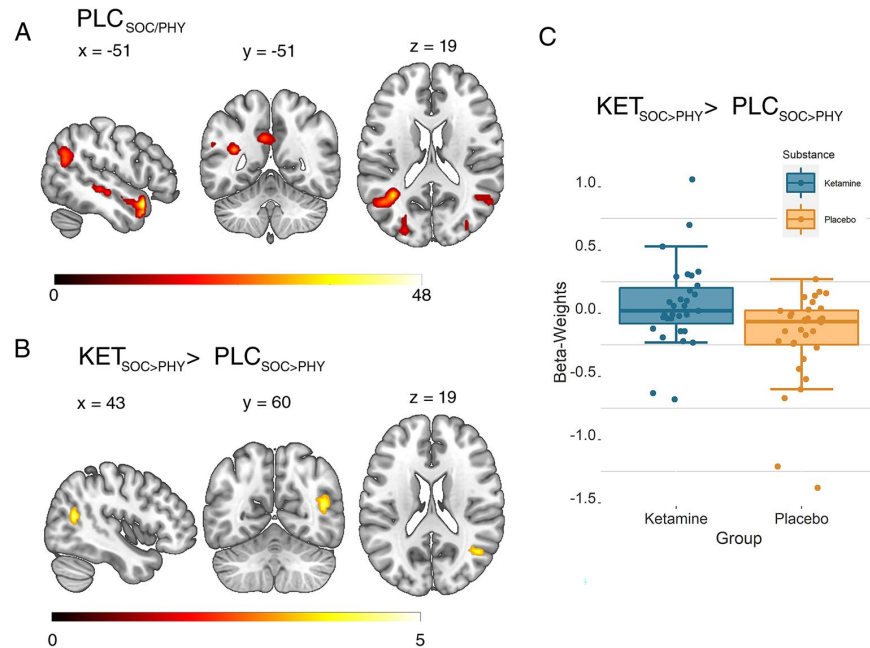 A
PLCSOC/PHY
x = -51
y = -51
z = 19
0
48
B
KETSOC>PHY > PLCSOC>PHY
x = 43
y = 60
z = 19
0
5
C
KETSOC>PHY > PLCSOC>PHY
Substance
Ketamine
Placebo
Beta-Weights
1.0
0.5
0.0
-0.5
-1.0
-1.5
Ketamine
Placebo
Group